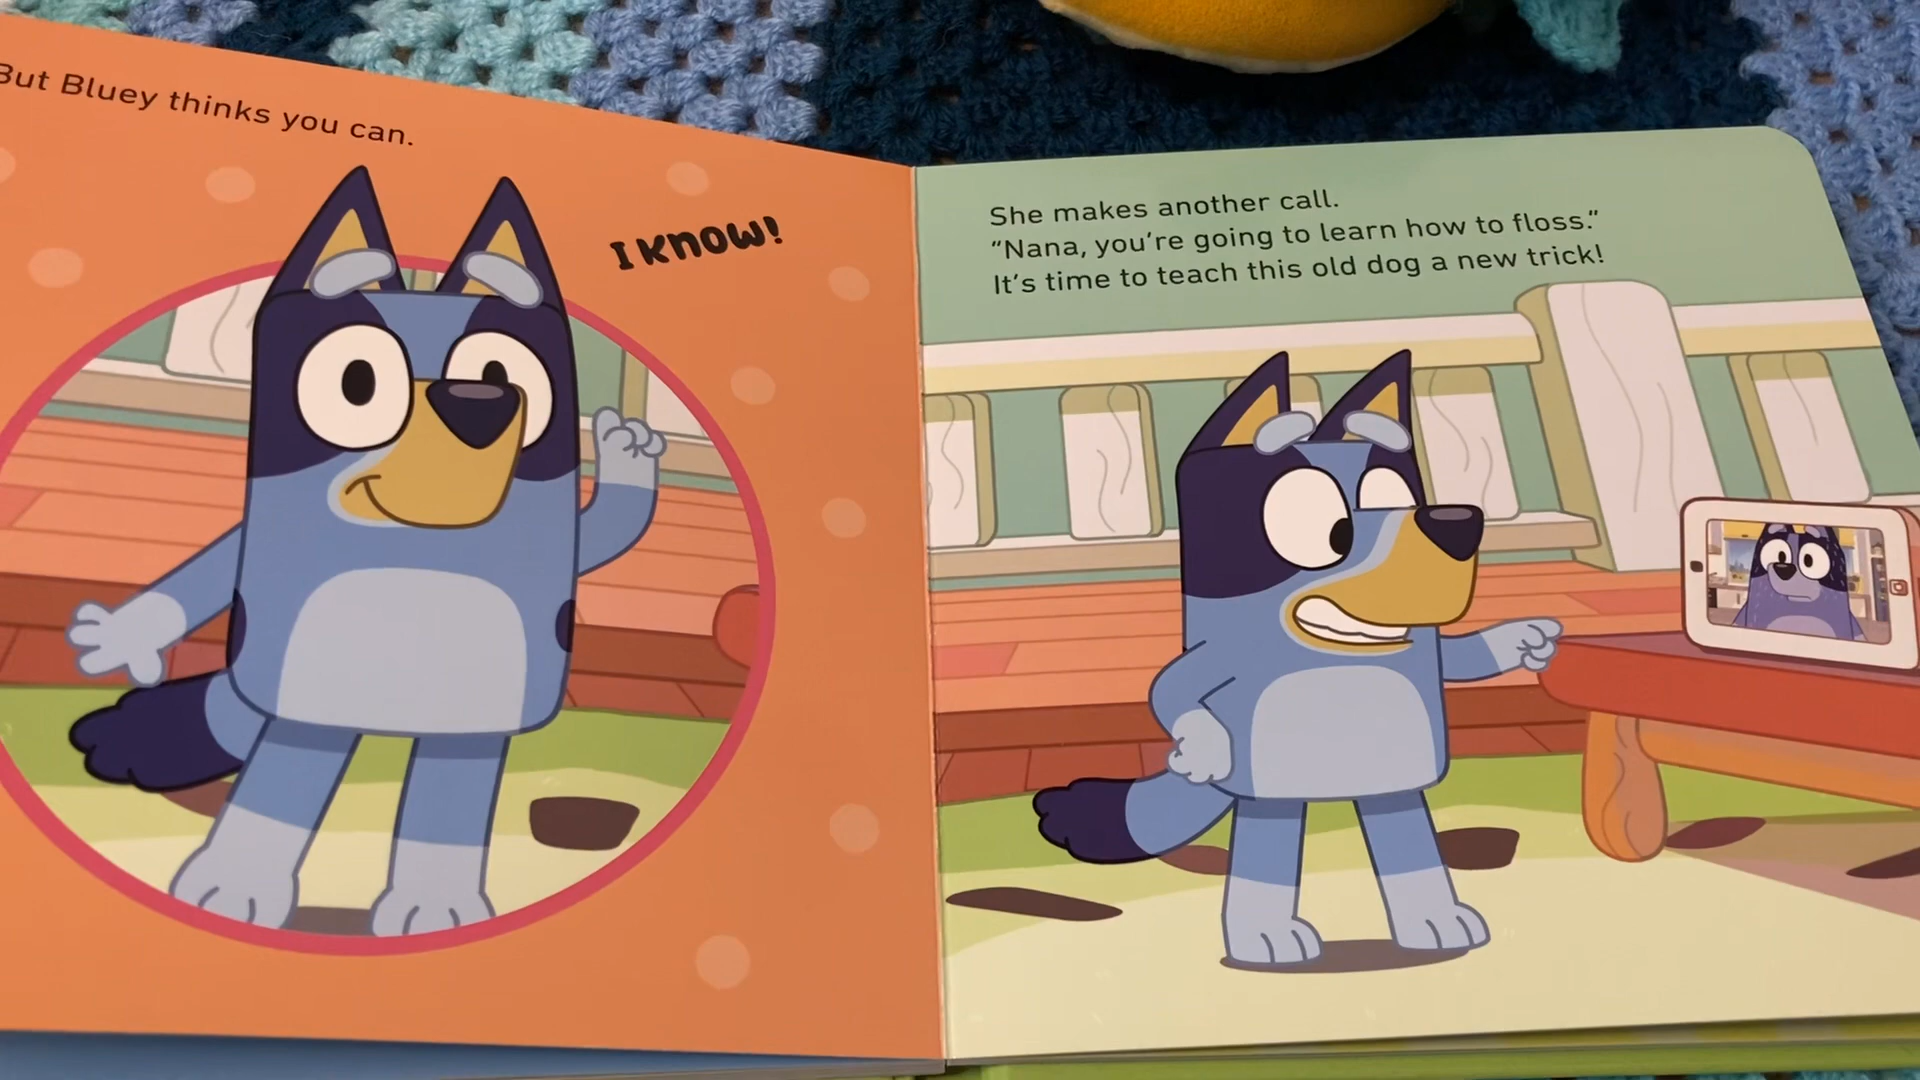 But Bluey thinks you can.
I KNOW!
She makes another call.
“Nana, you’re going to learn how to floss.”
It’s time to teach this old dog a new trick!